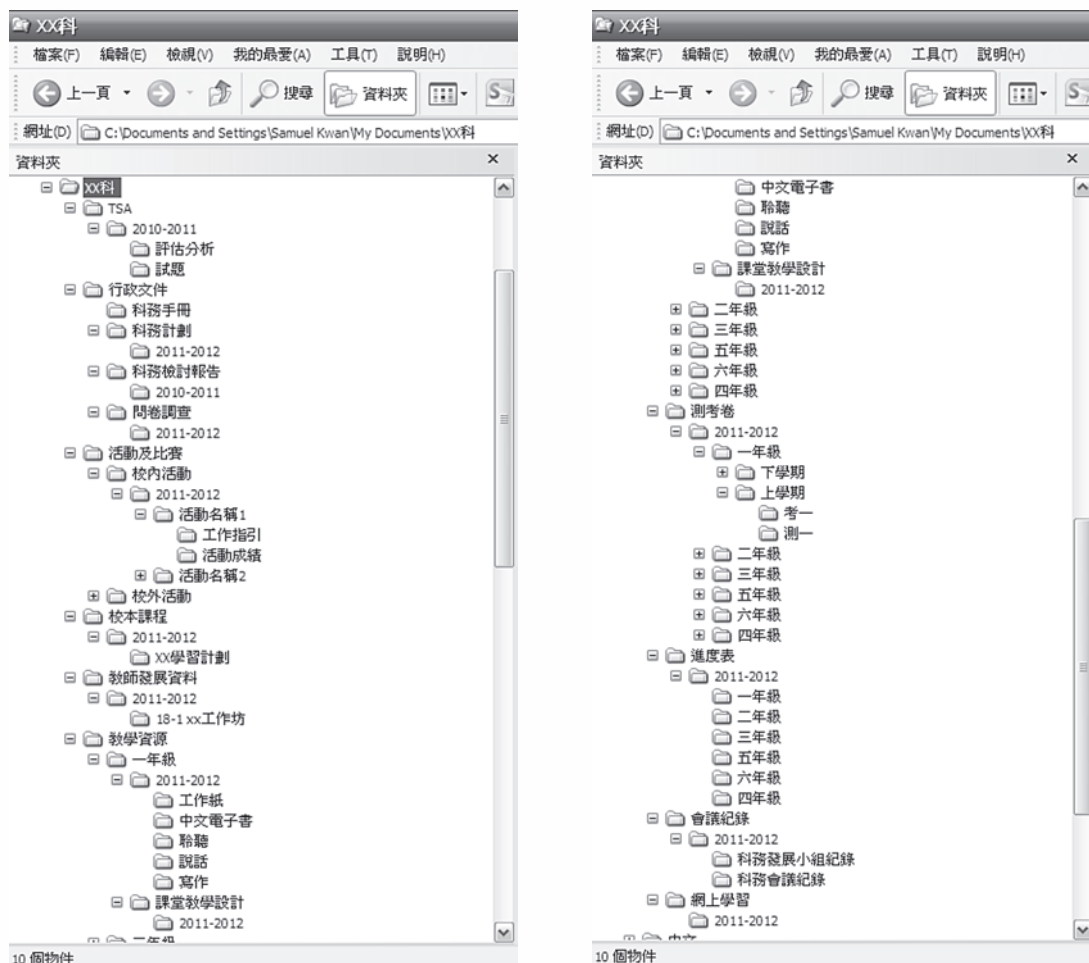 XX科
檔案(F) 編輯(E) 檢視(V) 我的最愛(A) 工具(T) 說明(H)
上一頁 搜尋 資料夾
網址(D) C:\Documents and Settings\Samuel Kwan\My Documents\XX科
資料夾
XX科
TSA
2010-2011
評估分析
試題
行政文件
科務手冊
科務計劃
2011-2012
科務檢討報告
2010-2011
問卷調查
2011-2012
活動及比賽
校內活動
2011-2012
活動名稱1
工作指引
活動成績
活動名稱2
校外活動
校本課程
2011-2012
XX學習計劃
教師發展資料
2011-2012
18-1 xx工作坊
教學資源
一年級
2011-2012
工作紙
中文電子書
聆聽
說話
寫作
課堂教學設計
2011-2012
二年級
10 個物件
XX科
檔案(F) 編輯(E) 檢視(V) 我的最愛(A) 工具(T) 說明(H)
上一頁 搜尋 資料夾
網址(D) C:\Documents and Settings\Samuel Kwan\My Documents\XX科
資料夾
中文電子書
聆聽
說話
寫作
課堂教學設計
2011-2012
二年級
三年級
五年級
六年級
四年級
測考卷
2011-2012
一年級
下學期
上學期
考一
測一
二年級
三年級
五年級
六年級
四年級
進度表
2011-2012
一年級
二年級
三年級
五年級
六年級
四年級
會議紀錄
2011-2012
科務發展小組紀錄
科務會議紀錄
網上學習
2011-2012
中文
10 個物件